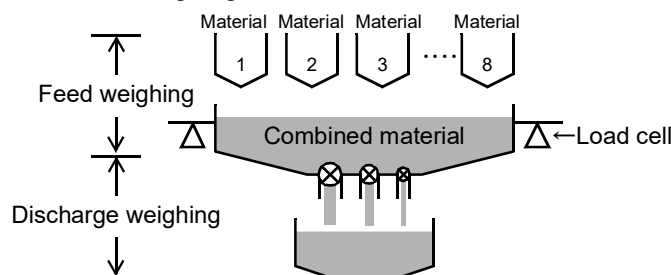 Material Material Material Material
1 2 3 ···· 8
Feed weighing
Combined material
←Load cell
Discharge weighing